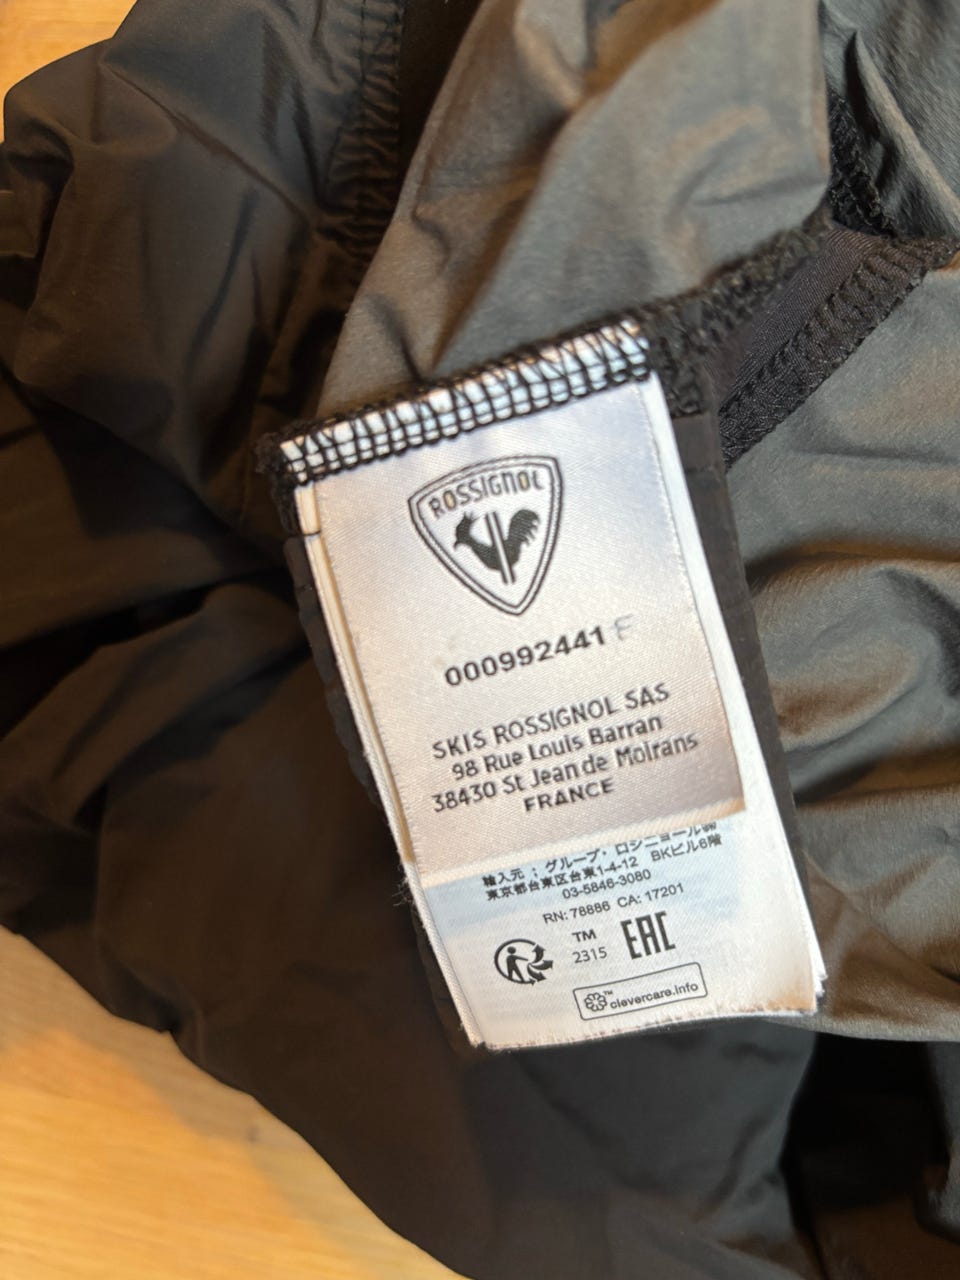 ROSSIGNOL
000992441 F
SKIS ROSSIGNOL SAS
98 Rue Louis Barran
38430 St Jean de Moirans
FRANCE
輸入元 : グループ・ロシニョール㈱
東京都台東区台東1-4-12 BKビル6階
03-5846-3080
RN: 78886 CA: 17201
TM
2315
EAC
™
clevercare.info